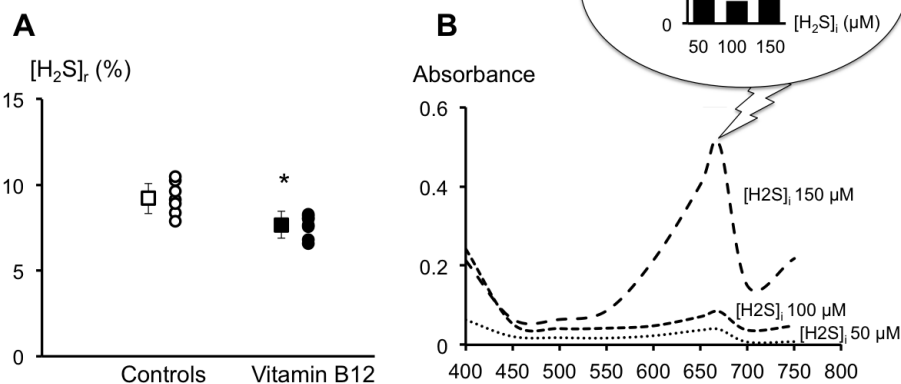 A
[H₂S]ᵣ (%)
15
10
5
0
*
Controls
Vitamin B12
B
0
[H₂S]ᵢ (µM)
50 100 150
Absorbance
0.6
0.4
0.2
0
[H2S]ᵢ 150 µM
[H2S]ᵢ 100 µM
[H2S]ᵢ 50 µM
400 450 500 550 600 650 700 750 800